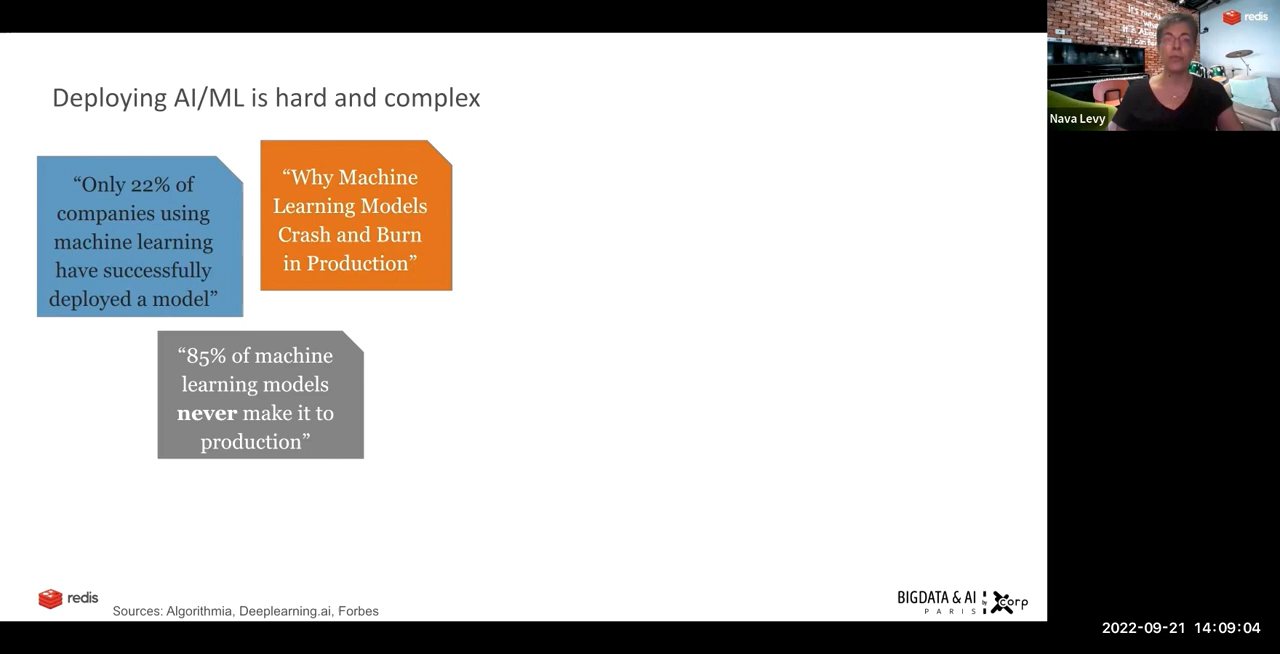 Deploying AI/ML is hard and complex
“Only 22% of
companies using
machine learning
have successfully
deployed a model”
“Why Machine
Learning Models
Crash and Burn
in Production”
“85% of machine
learning models
never make it to
production”
redis
Sources: Algorithmia, Deeplearning.ai, Forbes
BIGDATA & AI
PARIS
by
corp
redis
Nava Levy
2022-09-21 14:09:04